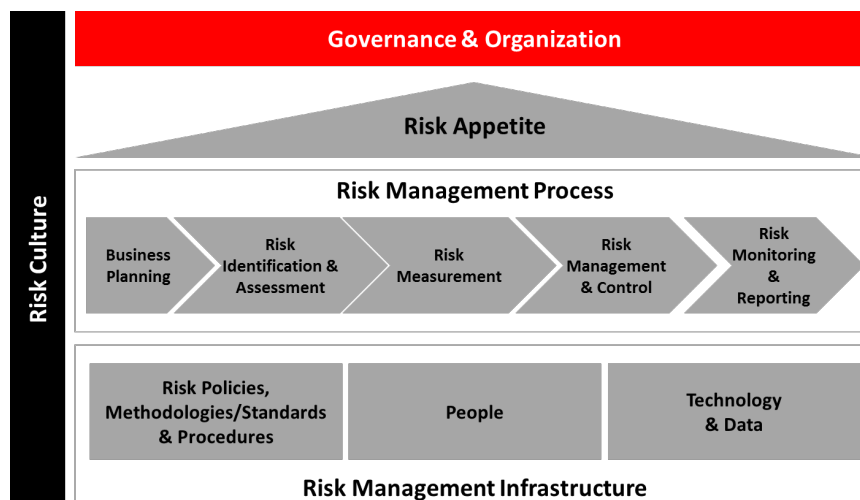 Governance & Organization
Risk Culture
Risk Appetite
Risk Management Process
Business
Planning
Risk
Identification &
Assessment
Risk
Measurement
Risk
Management
& Control
Risk
Monitoring
&
Reporting
Risk Policies,
Methodologies/Standards
& Procedures
People
Technology
& Data
Risk Management Infrastructure